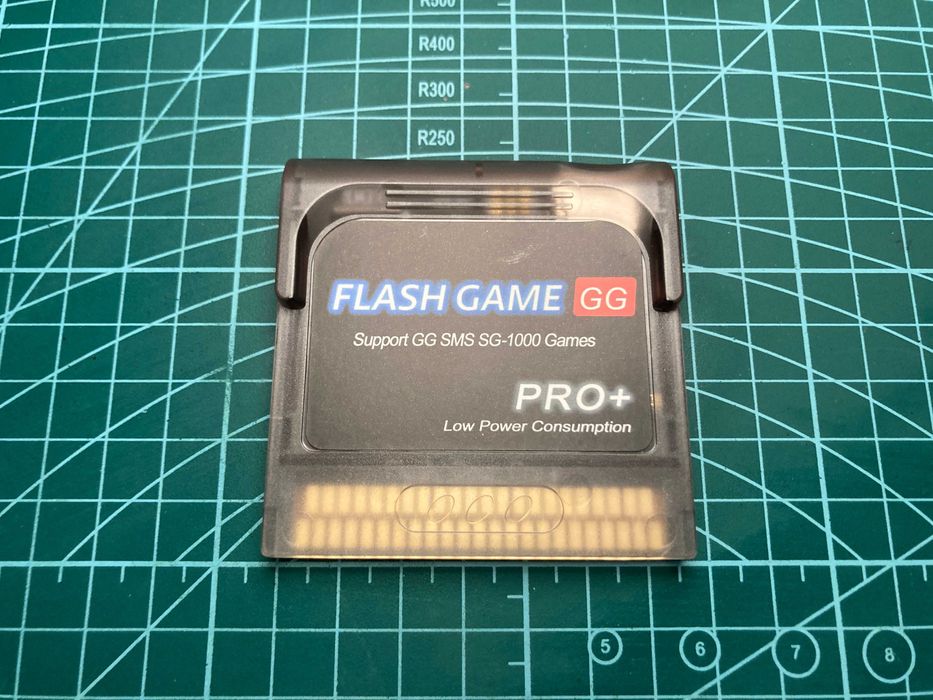 R500
R400
R300
R250
FLASH GAME GG
Support GG SMS SG-1000 Games
PRO+
Low Power Consumption
5 6 7 8